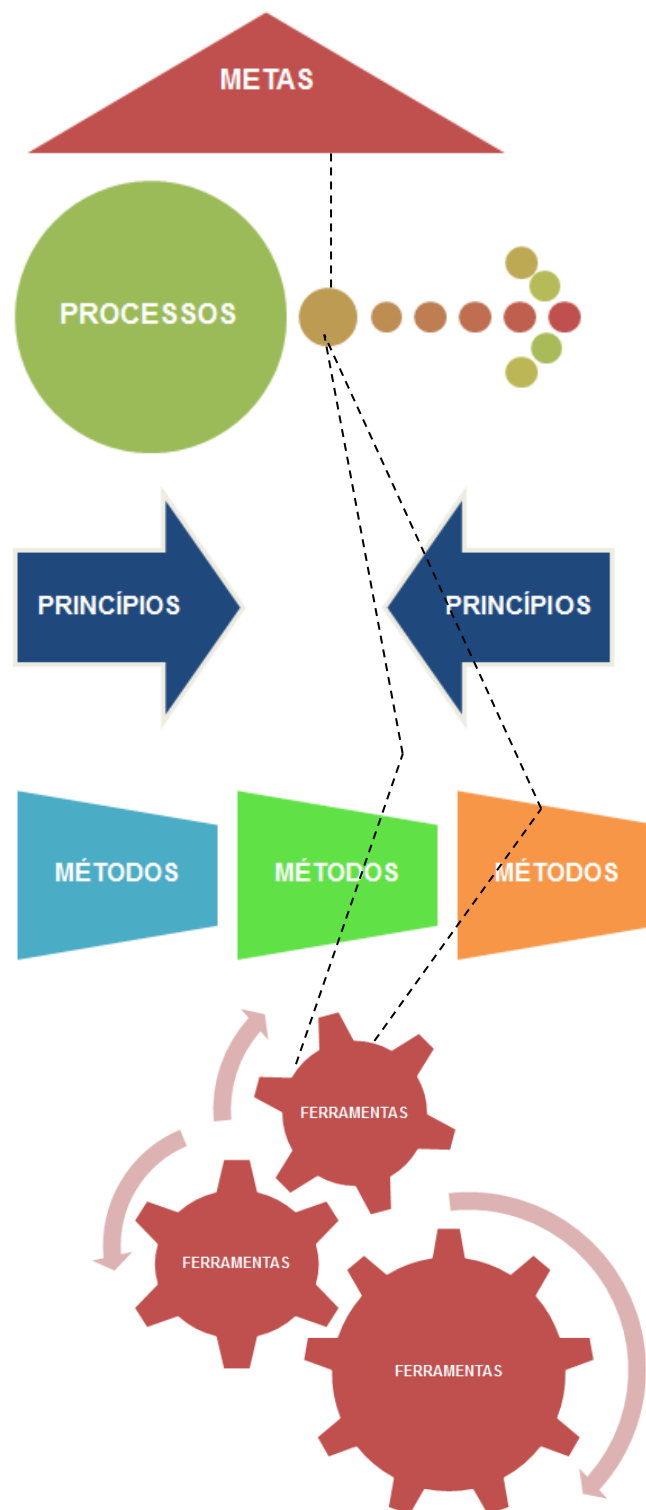 METAS
PROCESSOS
PRINCÍPIOS
PRINCÍPIOS
MÉTODOS
MÉTODOS
MÉTODOS
FERRAMENTAS
FERRAMENTAS
FERRAMENTAS